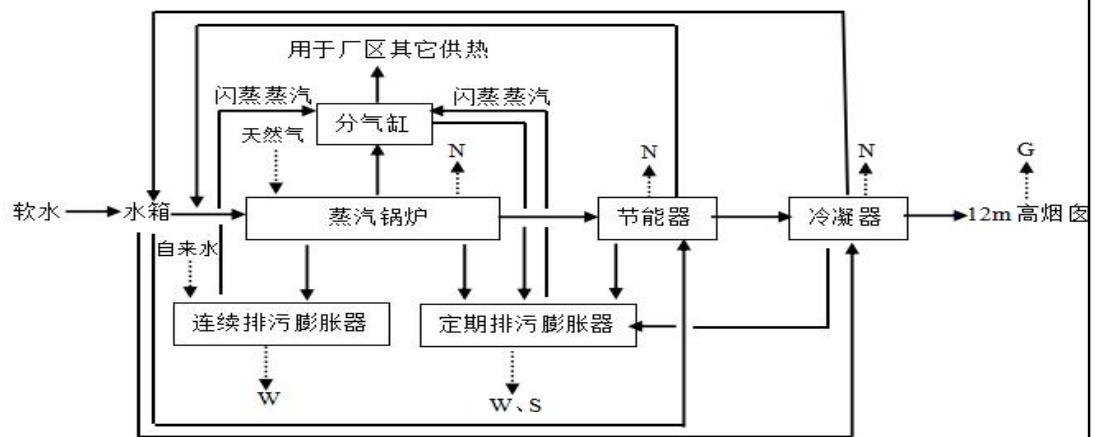 用于厂区其它供热
闪蒸蒸汽
闪蒸蒸汽
分气缸
天然气
N
N
N
G
软水
水箱
蒸汽锅炉
节能器
冷凝器
12m高烟囱
自来水
连续排污膨胀器
定期排污膨胀器
W
W、S